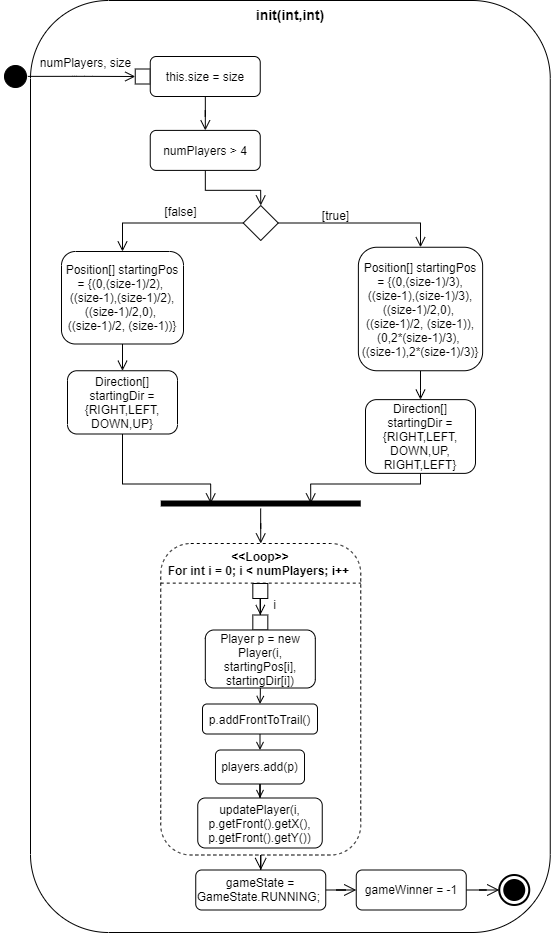 init(int,int)
numPlayers, size
this.size = size
numPlayers > 4
[false]
[true]
Position[] startingPos
= {(0,(size-1)/2),
((size-1),(size-1)/2),
((size-1)/2,0),
((size-1)/2, (size-1))}
Position[] startingPos
= {(0,(size-1)/3),
((size-1),(size-1)/3),
((size-1)/2,0),
((size-1)/2, (size-1)),
(0,2*(size-1)/3),
((size-1),2*(size-1)/3)}
Direction[]
startingDir =
{RIGHT,LEFT,
DOWN,UP}
Direction[]
startingDir =
{RIGHT,LEFT,
DOWN,UP,
RIGHT,LEFT}
<<Loop>>
For int i = 0; i < numPlayers; i++
i
Player p = new
Player(i,
startingPos[i],
startingDir[i])
p.addFrontToTrail()
players.add(p)
updatePlayer(i,
p.getFront().getX(),
p.getFront().getY())
gameState =
GameState.RUNNING;
gameWinner = -1